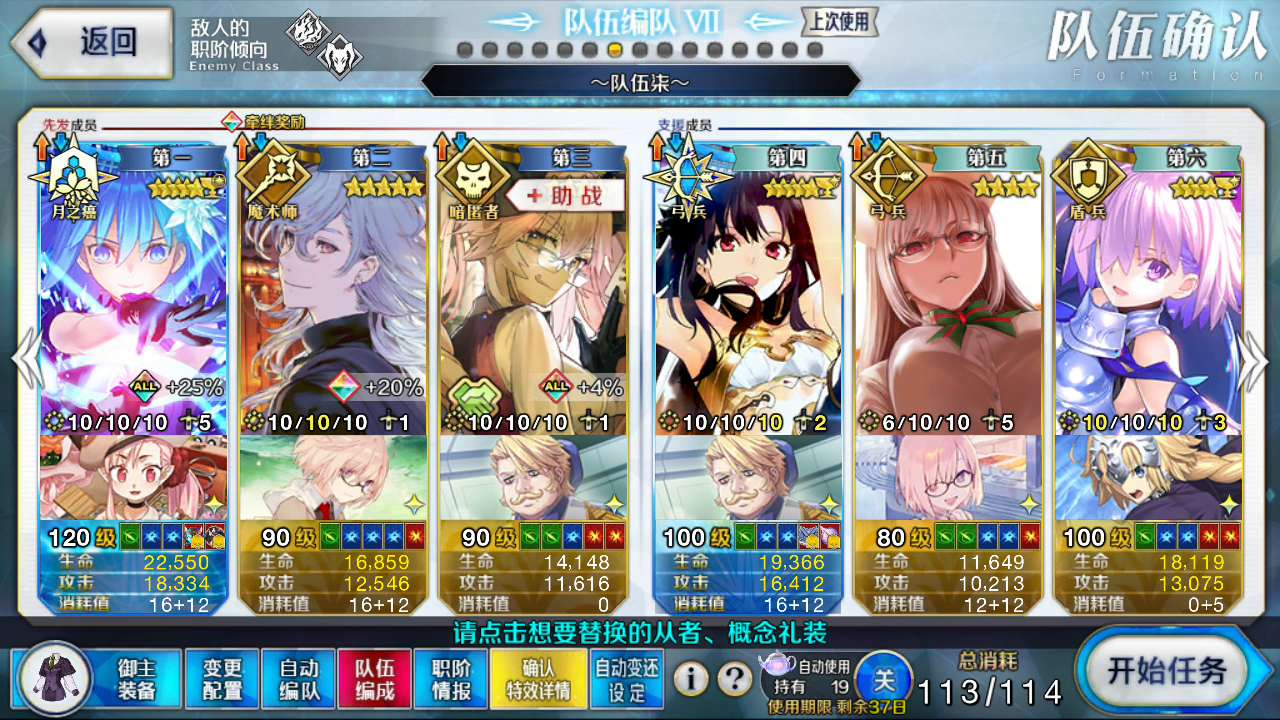 返回
敌人的
职阶倾向
Enemy Class
队伍编队 VII
上次使用
～队伍柒～
队伍确认
Formation
先发成员
牵绊奖励
支援成员
第一
月之癌
ALL +25%
10/10/10 5
120级
生命 22,550
攻击 18,334
消耗值 16+12
第二
魔术师
+20%
10/10/10 1
90级
生命 16,859
攻击 12,546
消耗值 16+12
第三
暗匿者
+助战
ALL +4%
10/10/10 1
90级
生命 14,148
攻击 11,616
消耗值 0
第四
弓兵
10/10/10 2
100级
生命 19,366
攻击 16,412
消耗值 16+12
第五
弓兵
6/10/10 5
80级
生命 11,649
攻击 10,213
消耗值 12+12
第六
盾兵
10/10/10 3
100级
生命 18,119
攻击 13,075
消耗值 0+5
请点击想要替换的从者、概念礼装
御主
装备
变更
配置
自动
编队
队伍
编成
职阶
情报
确认
特效详情
自动变还
设定
i
?
自动使用
持有 19
使用期限 剩余37日
关
总消耗
113/114
开始任务